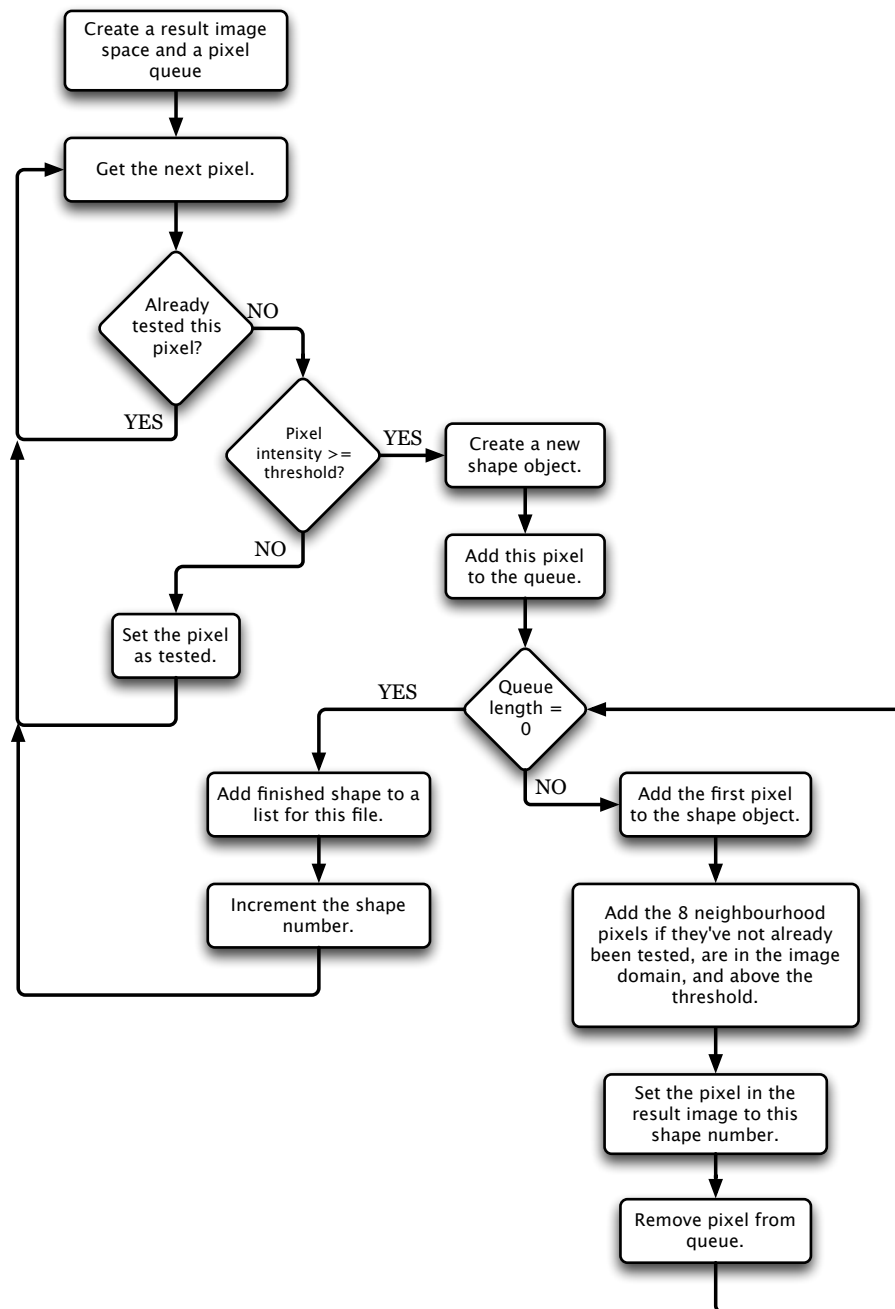 Create a result image
space and a pixel
queue
Get the next pixel.
Already
tested this
pixel?
NO
YES
Pixel
intensity >=
threshold?
YES
Create a new
shape object.
NO
Add this pixel
to the queue.
Set the pixel
as tested.
Queue
length =
0
YES
NO
Add finished shape to a
list for this file.
Add the first pixel
to the shape object.
Increment the shape
number.
Add the 8 neighbourhood
pixels if they've not already
been tested, are in the image
domain, and above the
threshold.
Set the pixel in the
result image to this
shape number.
Remove pixel from
queue.